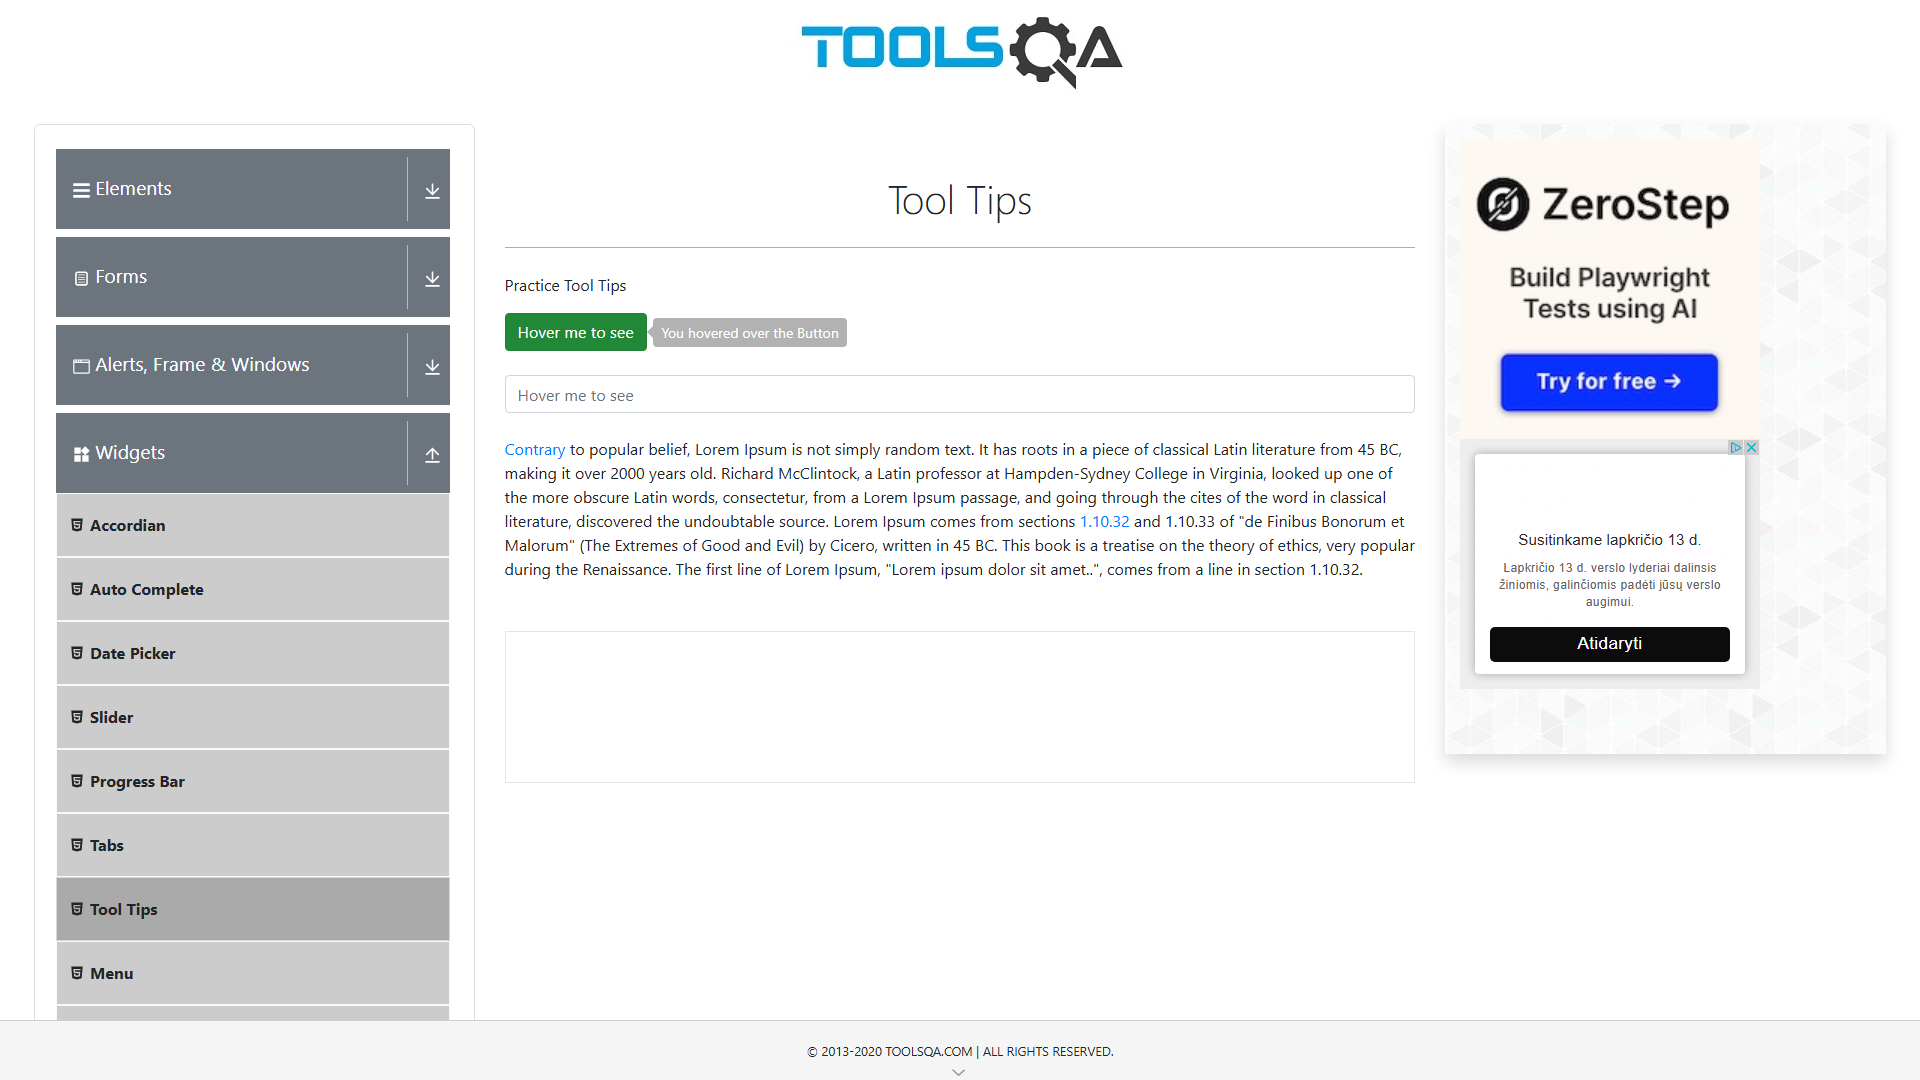 TOOLSQA
Elements
Forms
Alerts, Frame & Windows
Widgets
Accordian
Auto Complete
Date Picker
Slider
Progress Bar
Tabs
Tool Tips
Menu
Tool Tips
Practice Tool Tips
Hover me to see
You hovered over the Button
Hover me to see
Contrary to popular belief, Lorem Ipsum is not simply random text. It has roots in a piece of classical Latin literature from 45 BC,
making it over 2000 years old. Richard McClintock, a Latin professor at Hampden-Sydney College in Virginia, looked up one of
the more obscure Latin words, consectetur, from a Lorem Ipsum passage, and going through the cites of the word in classical
literature, discovered the undoubtable source. Lorem Ipsum comes from sections 1.10.32 and 1.10.33 of "de Finibus Bonorum et
Malorum" (The Extremes of Good and Evil) by Cicero, written in 45 BC. This book is a treatise on the theory of ethics, very popular
during the Renaissance. The first line of Lorem Ipsum, "Lorem ipsum dolor sit amet..", comes from a line in section 1.10.32.
ZeroStep
Build Playwright
Tests using AI
Try for free →
Susitinkame lapkričio 13 d.
Lapkričio 13 d. verslo lyderiai dalinsis
žiniomis, galinčiomis padėti jūsų verslo
augimui.
Atidaryti
© 2013-2020 TOOLSQA.COM | ALL RIGHTS RESERVED.